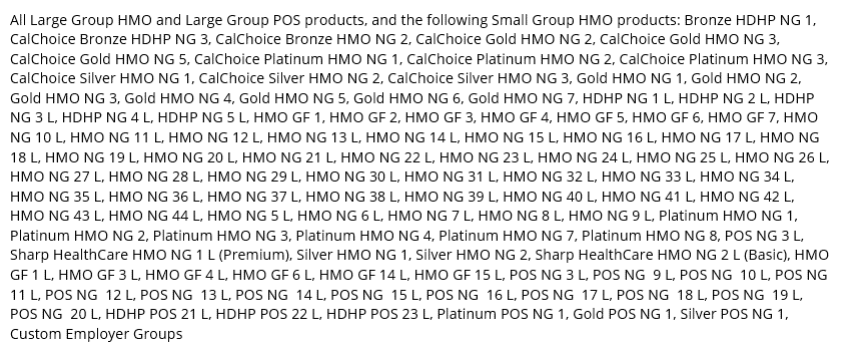 All Large Group HMO and Large Group POS products, and the following Small Group HMO products: Bronze HDHP NG 1,
CalChoice Bronze HDHP NG 3, CalChoice Bronze HMO NG 2, CalChoice Gold HMO NG 2, CalChoice Gold HMO NG 3,
CalChoice Gold HMO NG 5, CalChoice Platinum HMO NG 1, CalChoice Platinum HMO NG 2, CalChoice Platinum HMO NG 3,
CalChoice Silver HMO NG 1, CalChoice Silver HMO NG 2, CalChoice Silver HMO NG 3, Gold HMO NG 1, Gold HMO NG 2,
Gold HMO NG 3, Gold HMO NG 4, Gold HMO NG 5, Gold HMO NG 6, Gold HMO NG 7, HDHP NG 1 L, HDHP NG 2 L, HDHP
NG 3 L, HDHP NG 4 L, HDHP NG 5 L, HMO GF 1, HMO GF 2, HMO GF 3, HMO GF 4, HMO GF 5, HMO GF 6, HMO GF 7, HMO
NG 10 L, HMO NG 11 L, HMO NG 12 L, HMO NG 13 L, HMO NG 14 L, HMO NG 15 L, HMO NG 16 L, HMO NG 17 L, HMO NG
18 L, HMO NG 19 L, HMO NG 20 L, HMO NG 21 L, HMO NG 22 L, HMO NG 23 L, HMO NG 24 L, HMO NG 25 L, HMO NG 26 L,
HMO NG 27 L, HMO NG 28 L, HMO NG 29 L, HMO NG 30 L, HMO NG 31 L, HMO NG 32 L, HMO NG 33 L, HMO NG 34 L,
HMO NG 35 L, HMO NG 36 L, HMO NG 37 L, HMO NG 38 L, HMO NG 39 L, HMO NG 40 L, HMO NG 41 L, HMO NG 42 L,
HMO NG 43 L, HMO NG 44 L, HMO NG 5 L, HMO NG 6 L, HMO NG 7 L, HMO NG 8 L, HMO NG 9 L, Platinum HMO NG 1,
Platinum HMO NG 2, Platinum HMO NG 3, Platinum HMO NG 4, Platinum HMO NG 7, Platinum HMO NG 8, POS NG 3 L,
Sharp HealthCare HMO NG 1 L (Premium), Silver HMO NG 1, Silver HMO NG 2, Sharp HealthCare HMO NG 2 L (Basic), HMO
GF 1 L, HMO GF 3 L, HMO GF 4 L, HMO GF 6 L, HMO GF 14 L, HMO GF 15 L, POS NG 3 L, POS NG  9 L, POS NG  10 L, POS NG
11 L, POS NG  12 L, POS NG  13 L, POS NG  14 L, POS NG  15 L, POS NG  16 L, POS NG  17 L, POS NG  18 L, POS NG  19 L,
POS NG  20 L, HDHP POS 21 L, HDHP POS 22 L, HDHP POS 23 L, Platinum POS NG 1, Gold POS NG 1, Silver POS NG 1,
Custom Employer Groups